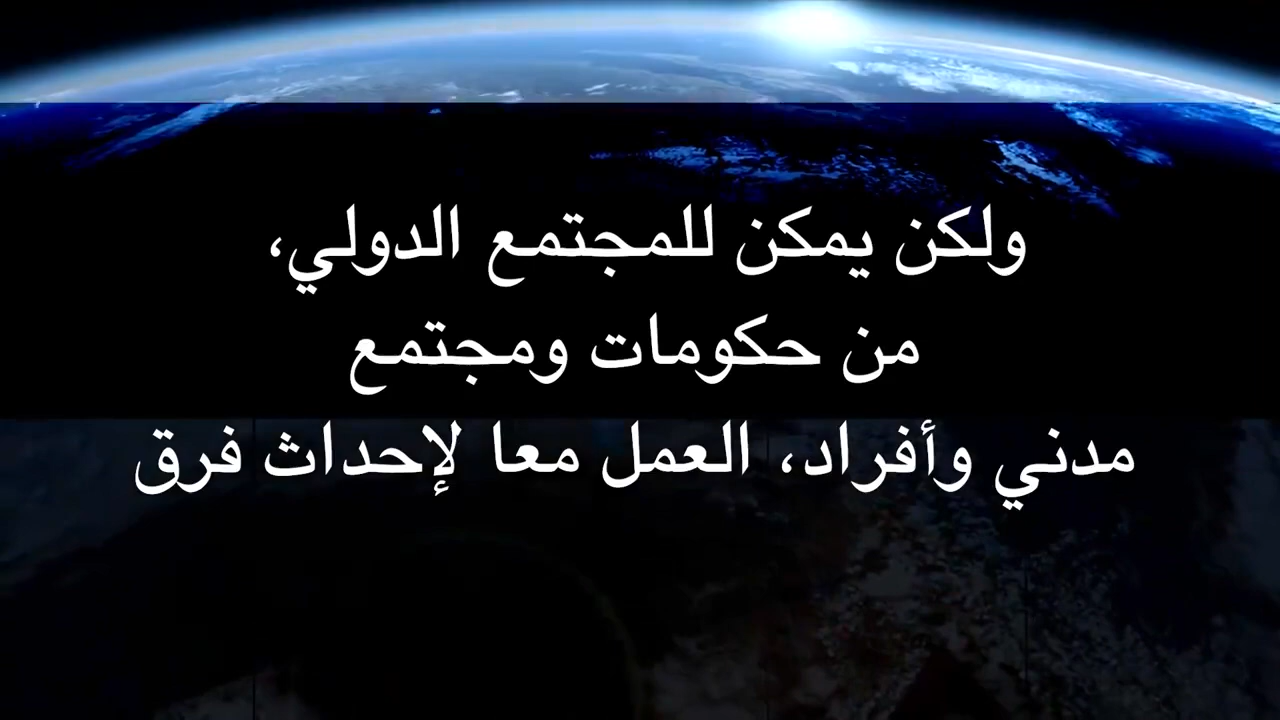 ولكن يمكن للمجتمع الدولي،
من حكومات ومجتمع
مدني وأفراد، العمل معا لإحداث فرق